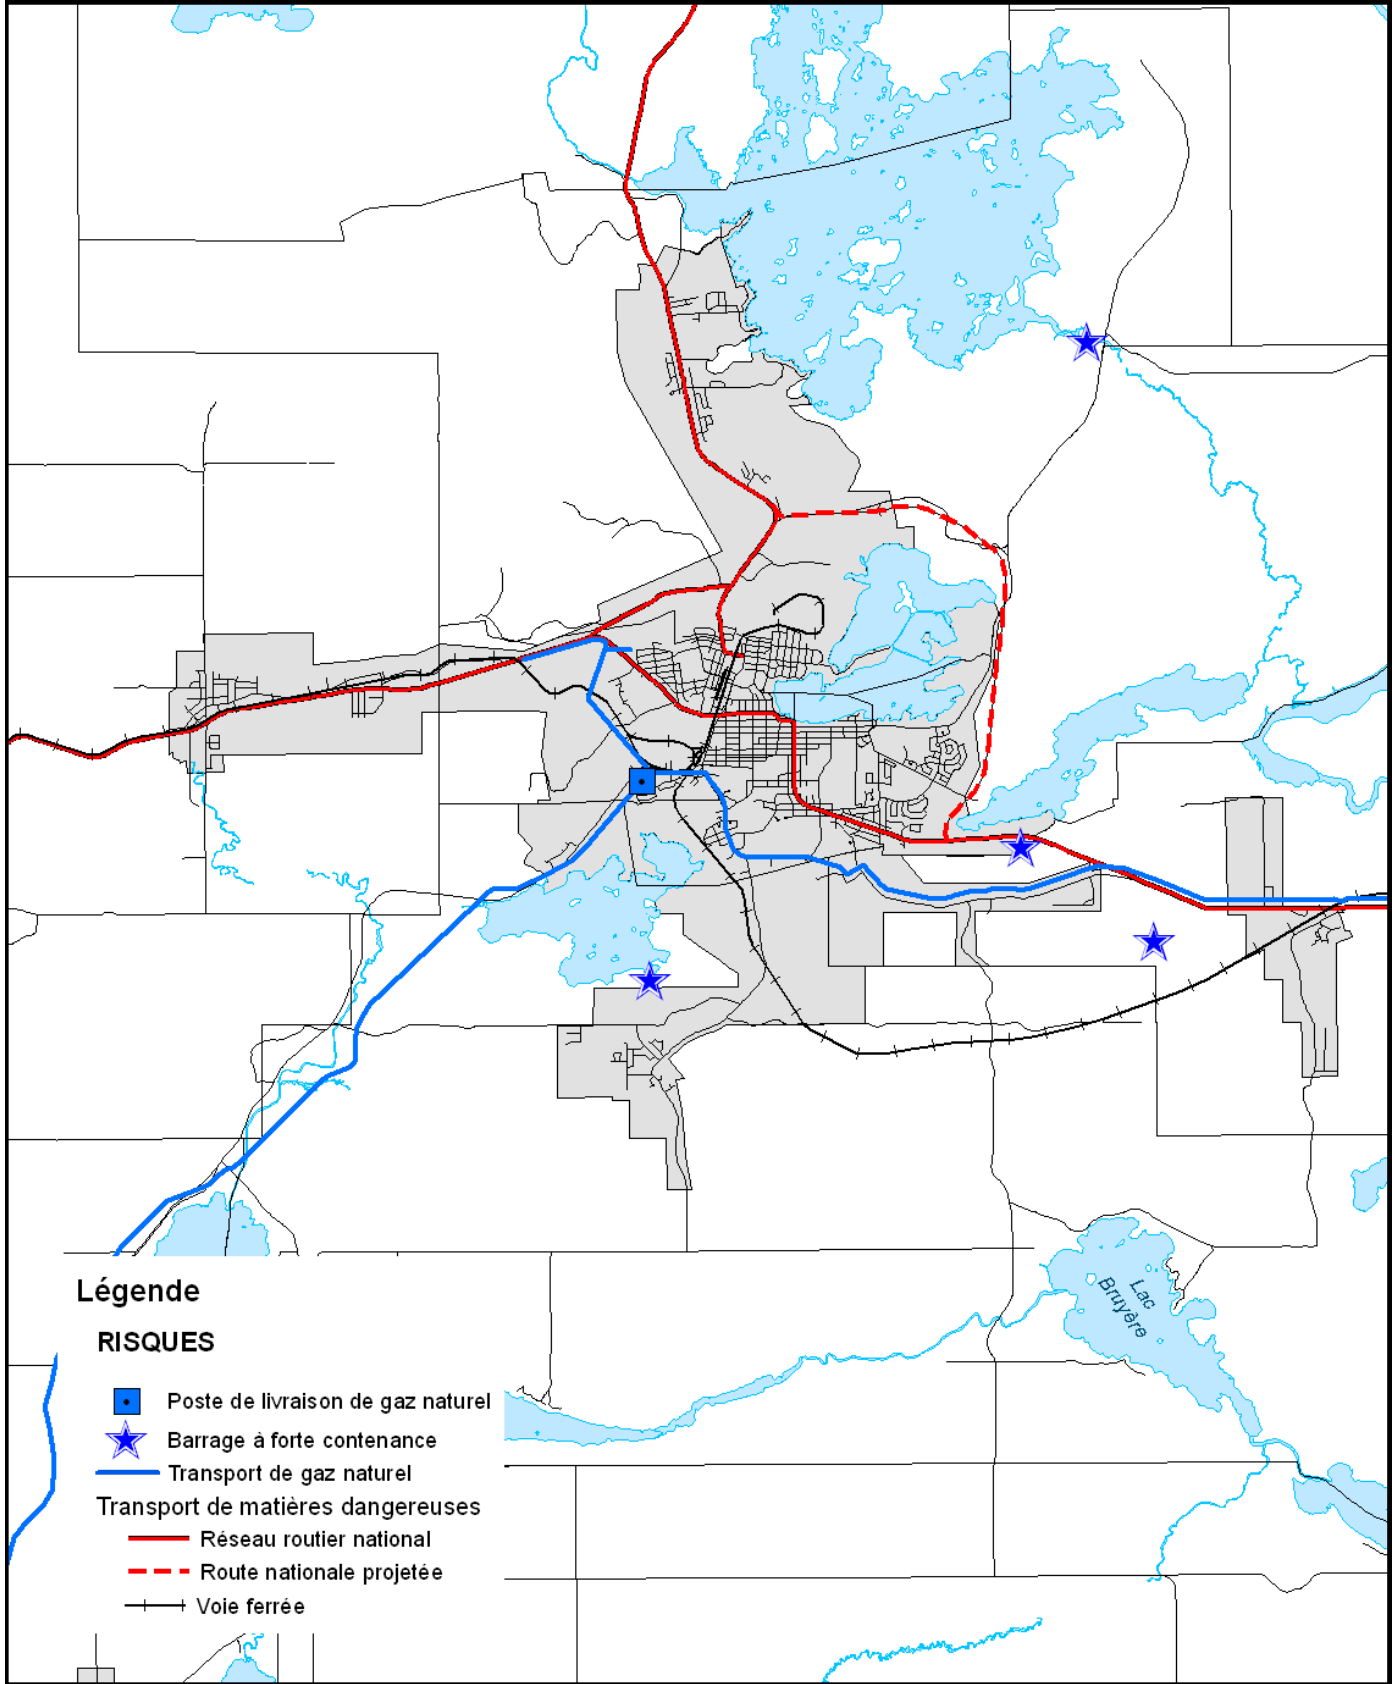 Lac
Bruyère
Légende
RISQUES
Poste de livraison de gaz naturel
Barrage à forte contenance
Transport de gaz naturel
Transport de matières dangereuses
Réseau routier national
Route nationale projetée
Voie ferrée